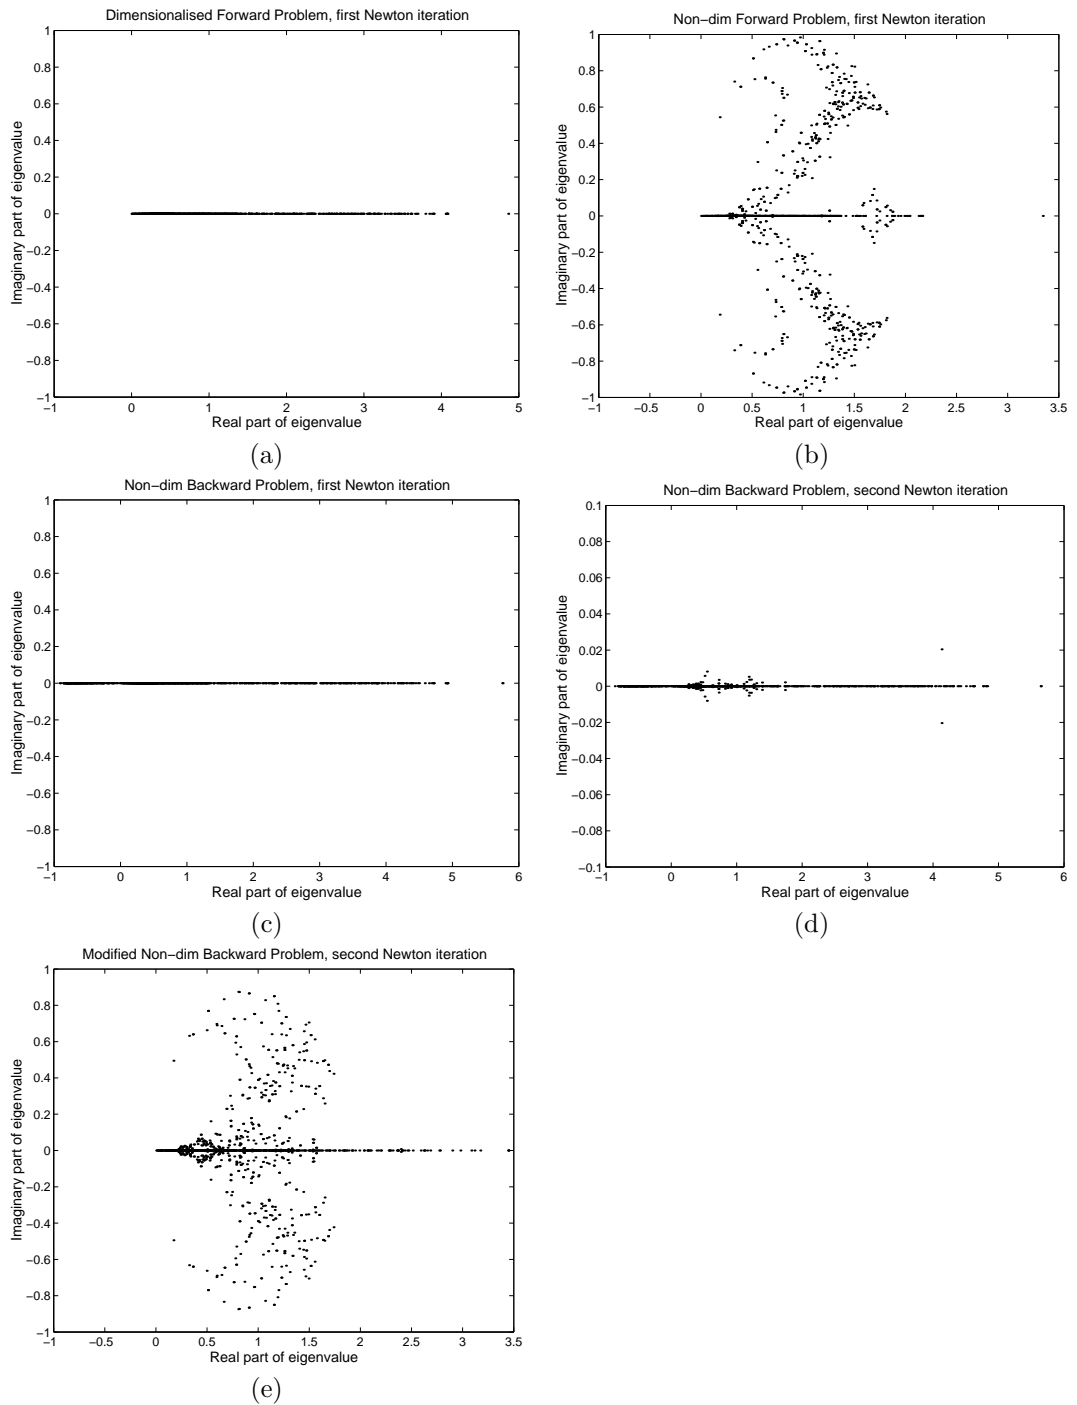 Dimensionalised Forward Problem, first Newton iteration
1
0.8
0.6
0.4
0.2
0
−0.2
−0.4
−0.6
−0.8
−1
Imaginary part of eigenvalue
−1 0 1 2 3 4 5
Real part of eigenvalue
(a)
Non−dim Forward Problem, first Newton iteration
1
0.8
0.6
0.4
0.2
0
−0.2
−0.4
−0.6
−0.8
−1
Imaginary part of eigenvalue
−1 −0.5 0 0.5 1 1.5 2 2.5 3 3.5
Real part of eigenvalue
(b)
Non−dim Backward Problem, first Newton iteration
1
0.8
0.6
0.4
0.2
0
−0.2
−0.4
−0.6
−0.8
−1
Imaginary part of eigenvalue
−1 0 1 2 3 4 5 6
Real part of eigenvalue
(c)
Non−dim Backward Problem, second Newton iteration
0.1
0.08
0.06
0.04
0.02
0
−0.02
−0.04
−0.06
−0.08
−0.1
Imaginary part of eigenvalue
−1 0 1 2 3 4 5 6
Real part of eigenvalue
(d)
Modified Non−dim Backward Problem, second Newton iteration
1
0.8
0.6
0.4
0.2
0
−0.2
−0.4
−0.6
−0.8
−1
Imaginary part of eigenvalue
−1 −0.5 0 0.5 1 1.5 2 2.5 3 3.5
Real part of eigenvalue
(e)